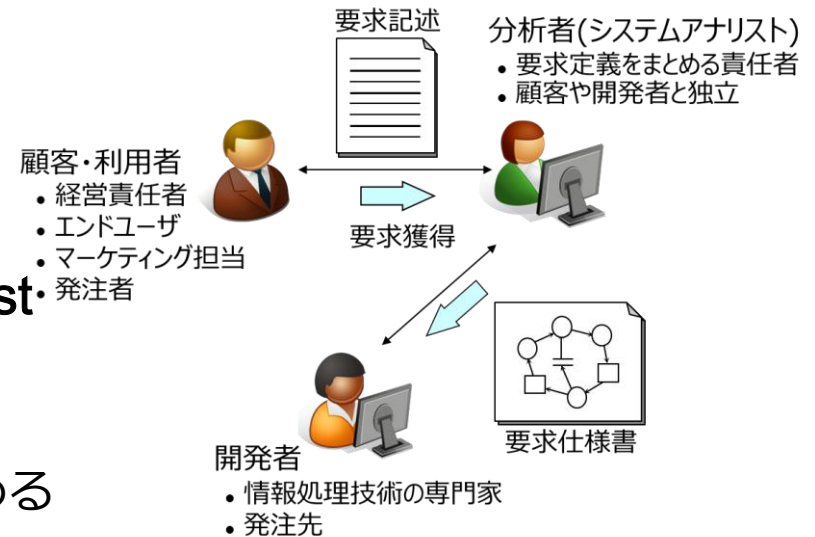 要求記述
分析者(システムアナリスト)
• 要求定義をまとめる責任者
• 顧客や開発者と独立
顧客・利用者
• 経営責任者
• エンドユーザ
• マーケティング担当
• 発注者
要求獲得
st
要求仕様書
開発者
• 情報処理技術の専門家
• 発注先
める